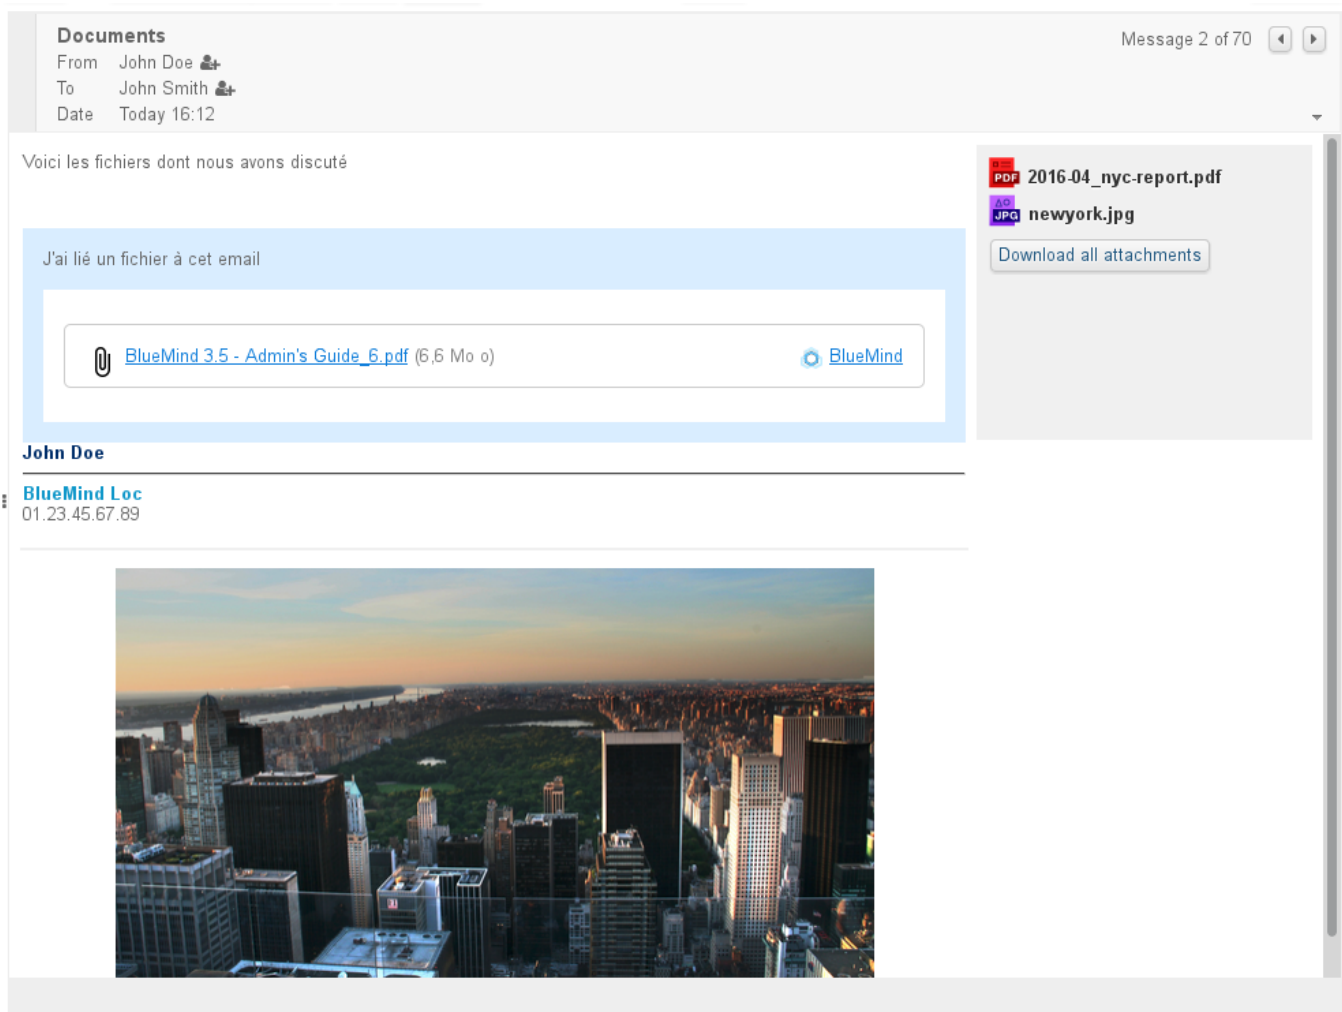 Documents
Message 2 of 70
From John Doe
To John Smith
Date Today 16:12
Voici les fichiers dont nous avons discuté
PDF 2016-04_nyc-report.pdf
JPG newyork.jpg
Download all attachments
J'ai lié un fichier à cet email
BlueMind 3.5 - Admin's Guide_6.pdf (6,6 Mo o) BlueMind
John Doe
BlueMind Loc
01.23.45.67.89